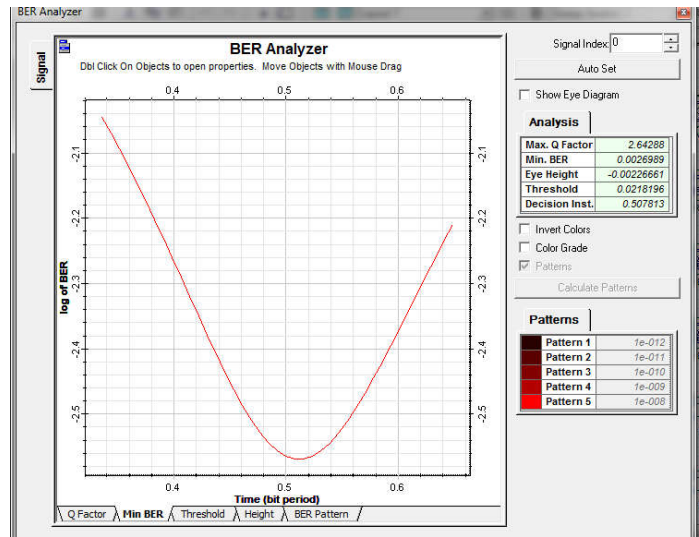 BER Analyzer
Signal
BER Analyzer
Dbl Click On Objects to open properties. Move Objects with Mouse Drag
0.4 0.5 0.6
-2.1 -2.1
-2.2 -2.2
-2.3 -2.3
-2.4 -2.4
-2.5 -2.5
log of BER
0.4 0.5 0.6
Time (bit period)
Q Factor Min BER Threshold Height BER Pattern
Signal Index: 0
Auto Set
Show Eye Diagram
Analysis
Max. Q Factor 2.64288
Min. BER 0.0026989
Eye Height -0.00226661
Threshold 0.0218196
Decision Inst. 0.507813
Invert Colors
Color Grade
Patterns
Calculate Patterns
Patterns
Pattern 1 1e-012
Pattern 2 1e-011
Pattern 3 1e-010
Pattern 4 1e-009
Pattern 5 1e-008